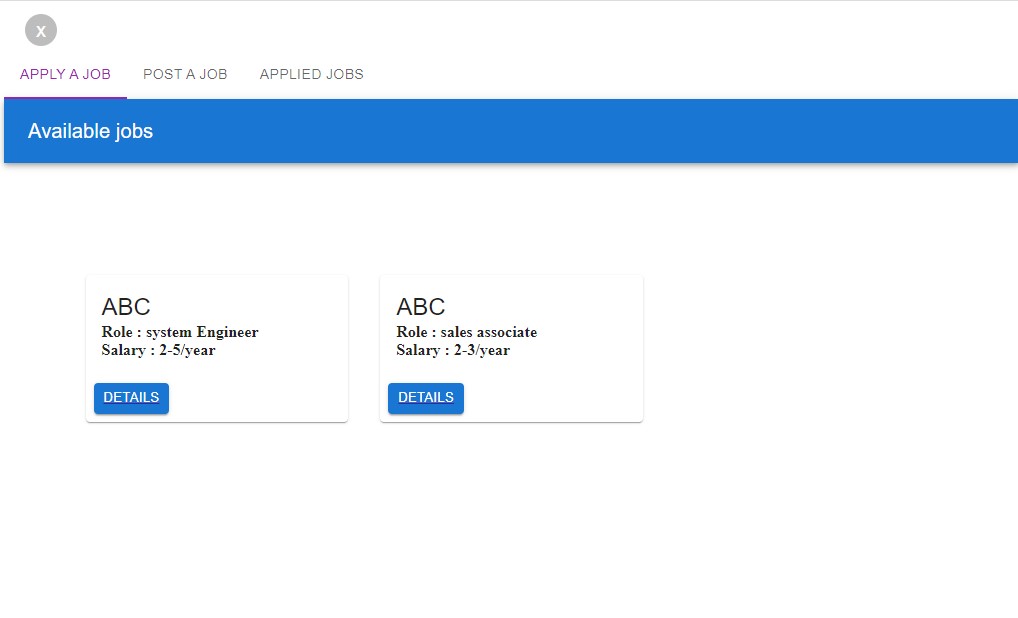 X
APPLY A JOB POST A JOB APPLIED JOBS
Available jobs
ABC
Role : system Engineer
Salary : 2-5/year
DETAILS
ABC
Role : sales associate
Salary : 2-3/year
DETAILS